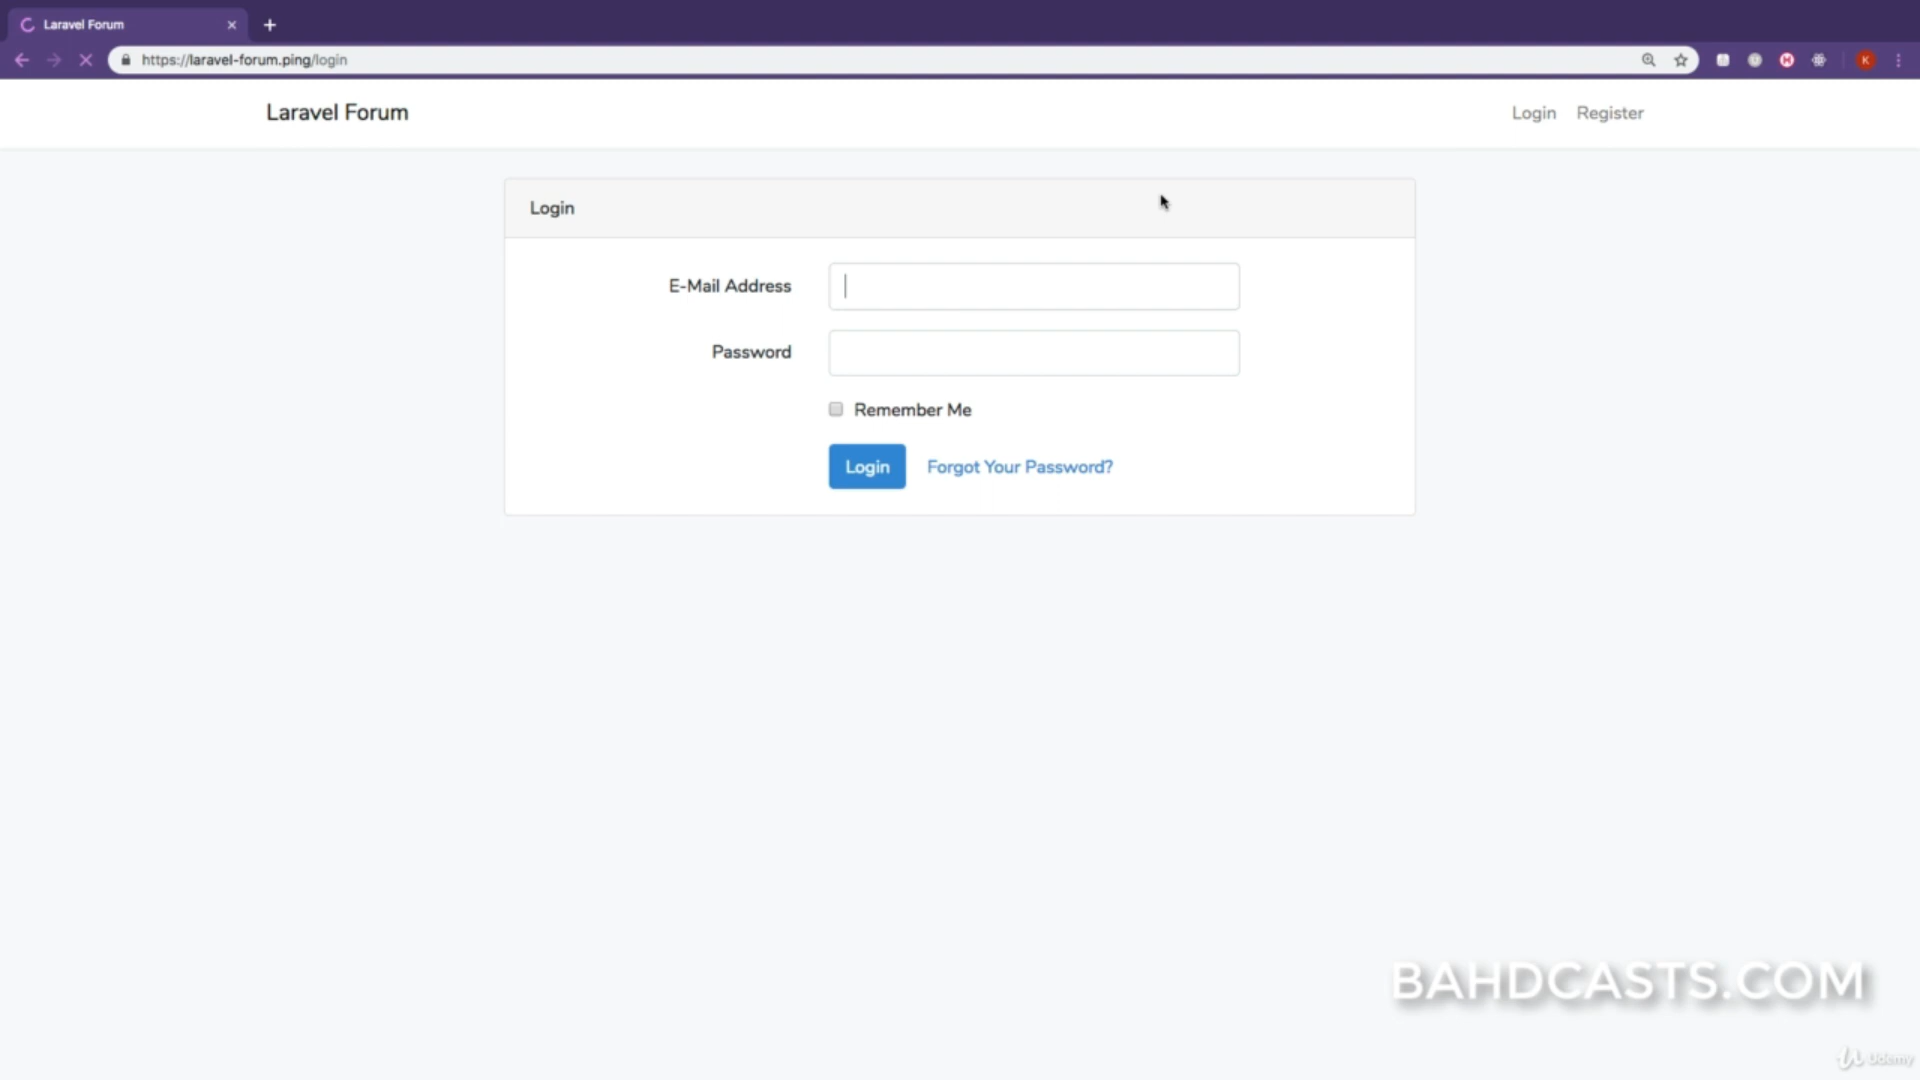 Laravel Forum
https://laravel-forum.ping/login
K
Laravel Forum
Login Register
Login
E-Mail Address
Password
Remember Me
Login Forgot Your Password?
BAHDCASTS.COM
Udemy